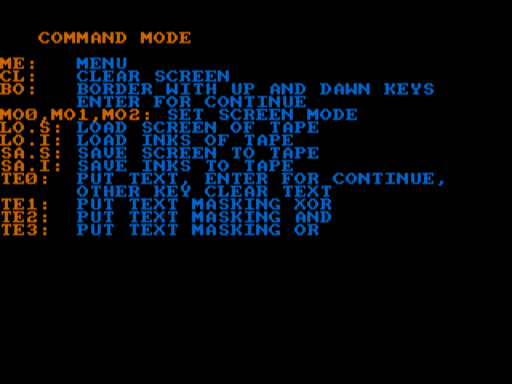 COMMAND MODE
ME: MENU
CL: CLEAR SCREEN
BO: BORDER WITH UP AND DAWN KEYS
ENTER FOR CONTINUE
MO0,MO1,MO2: SET SCREEN MODE
LO.S: LOAD SCREEN OF TAPE
LO.I: LOAD INKS OF TAPE
SA.S: SAVE SCREEN TO TAPE
SA.I: SAVE INKS TO TAPE
TE0: PUT TEXT, ENTER FOR CONTINUE,
OTHER KEY CLEAR TEXT
TE1: PUT TEXT MASKING XOR
TE2: PUT TEXT MASKING AND
TE3: PUT TEXT MASKING OR